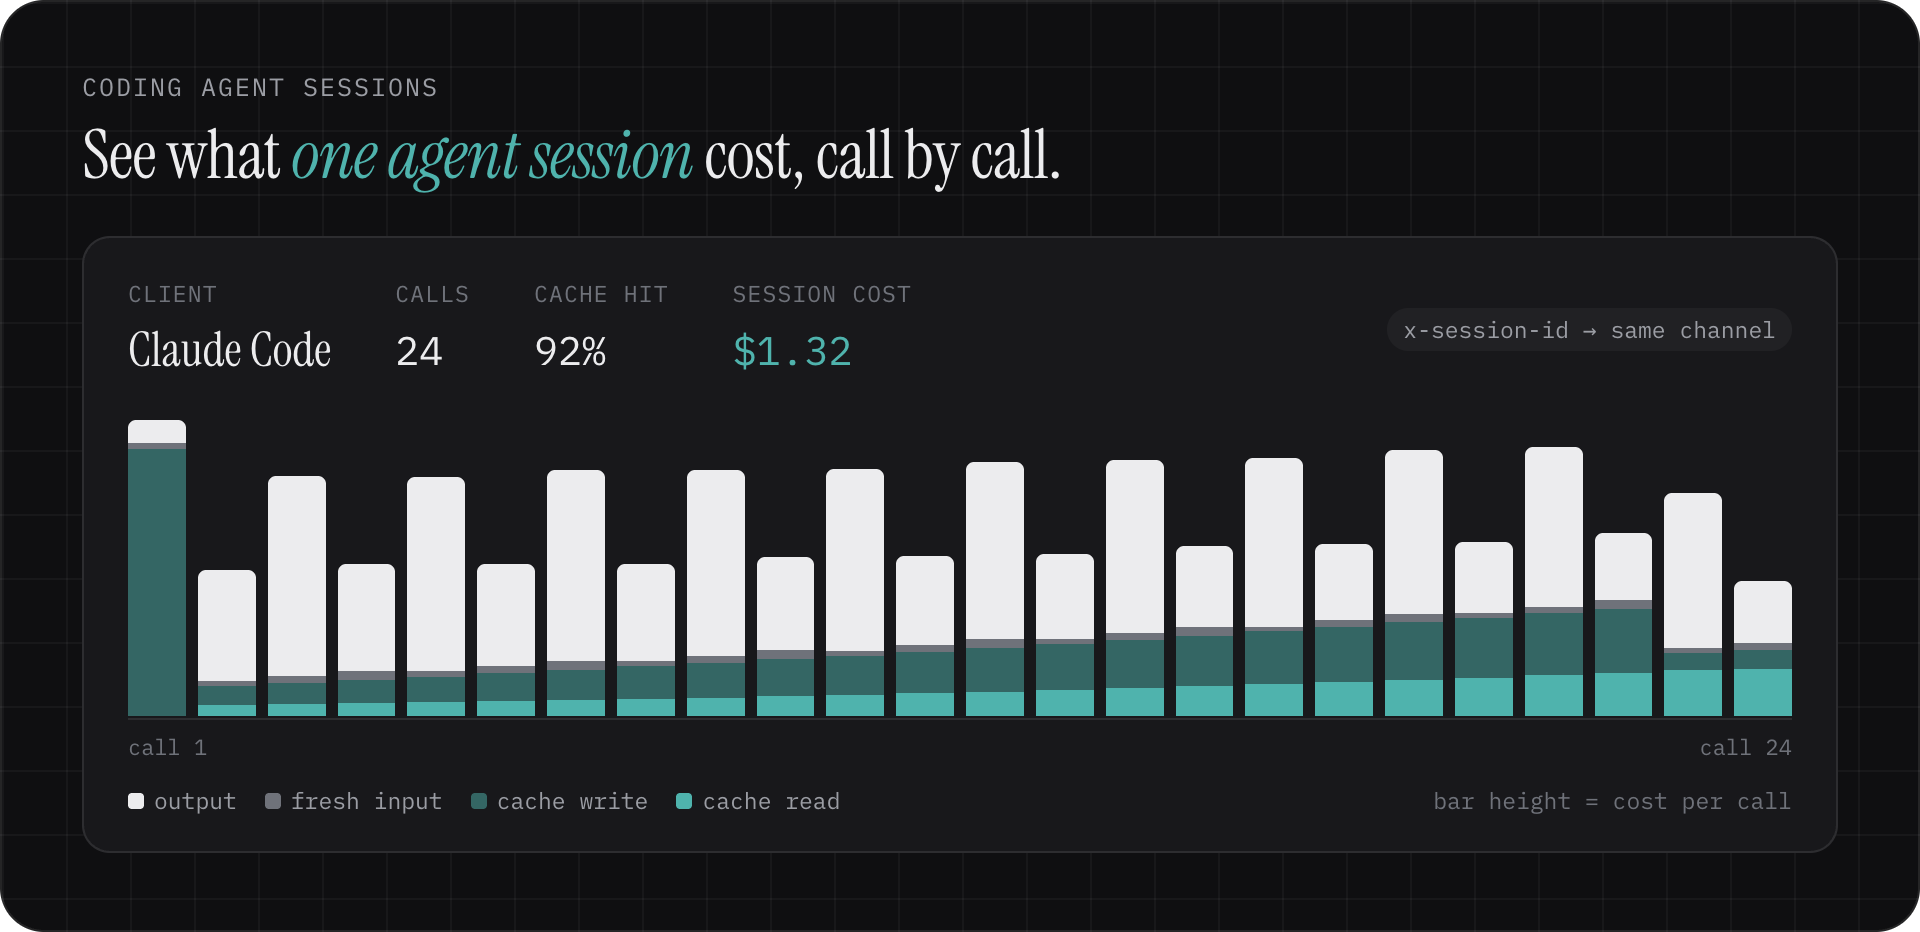 CODING AGENT SESSIONS
See what one agent session cost, call by call.
CLIENT CALLS CACHE HIT SESSION COST
Claude Code 24 92% $1.32
x-session-id → same channel
call 1 call 24
output fresh input cache write cache read
bar height = cost per call